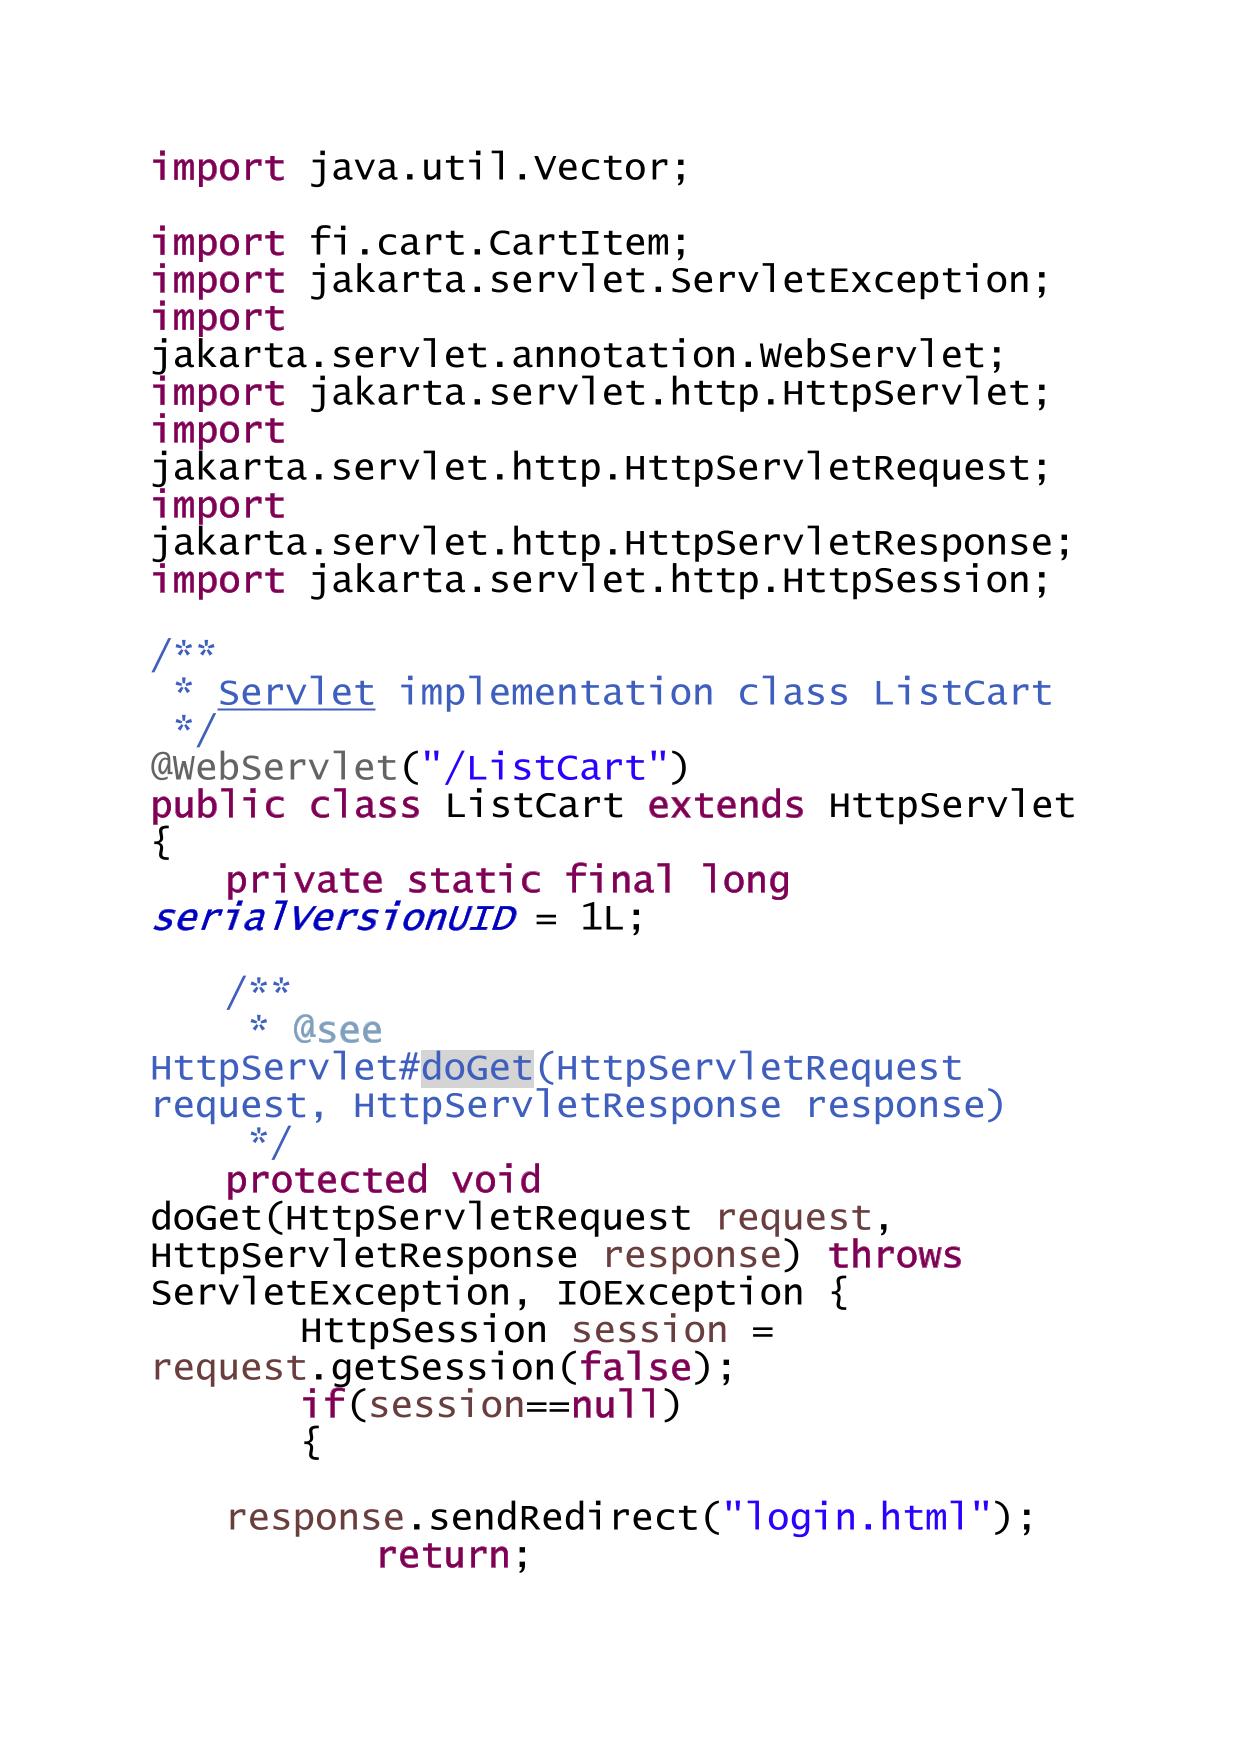 import java.util.Vector;
import fi.cart.CartItem;
import jakarta.servlet.ServletException;
import
jakarta.servlet.annotation.WebServlet;
import jakarta.servlet.http.HttpServlet;
import
jakarta.servlet.http.HttpServletRequest;
import
jakarta.servlet.http.HttpServletResponse;
import jakarta.servlet.http.HttpSession;
/**
 * Servlet implementation class ListCart
 */
@WebServlet("/ListCart")
public class ListCart extends HttpServlet
{
    private static final long
serialVersionUID = 1L;
    /**
     * @see
HttpServlet#doGet(HttpServletRequest
request, HttpServletResponse response)
     */
    protected void
doGet(HttpServletRequest request,
HttpServletResponse response) throws
ServletException, IOException {
        HttpSession session =
request.getSession(false);
        if(session==null)
        {
    response.sendRedirect("login.html");
            return;